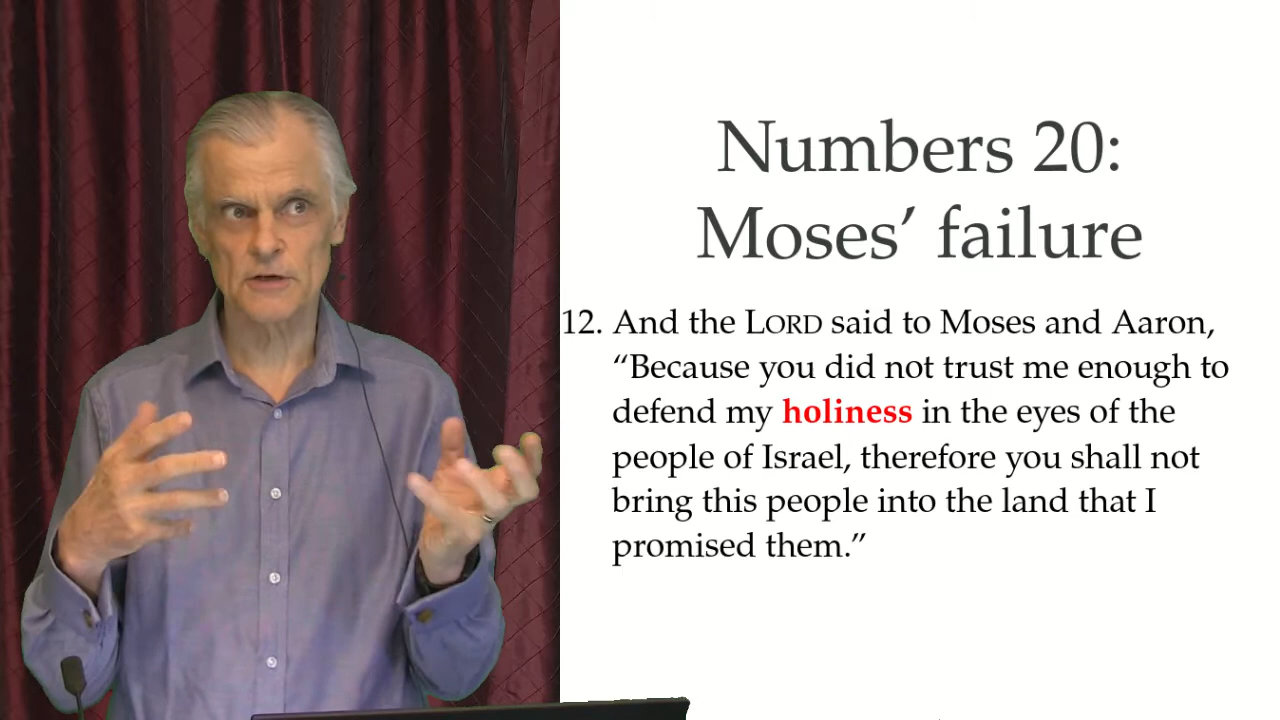 Numbers 20:
Moses’ failure
12. And the LORD said to Moses and Aaron,
“Because you did not trust me enough to
defend my holiness in the eyes of the
people of Israel, therefore you shall not
bring this people into the land that I
promised them.”